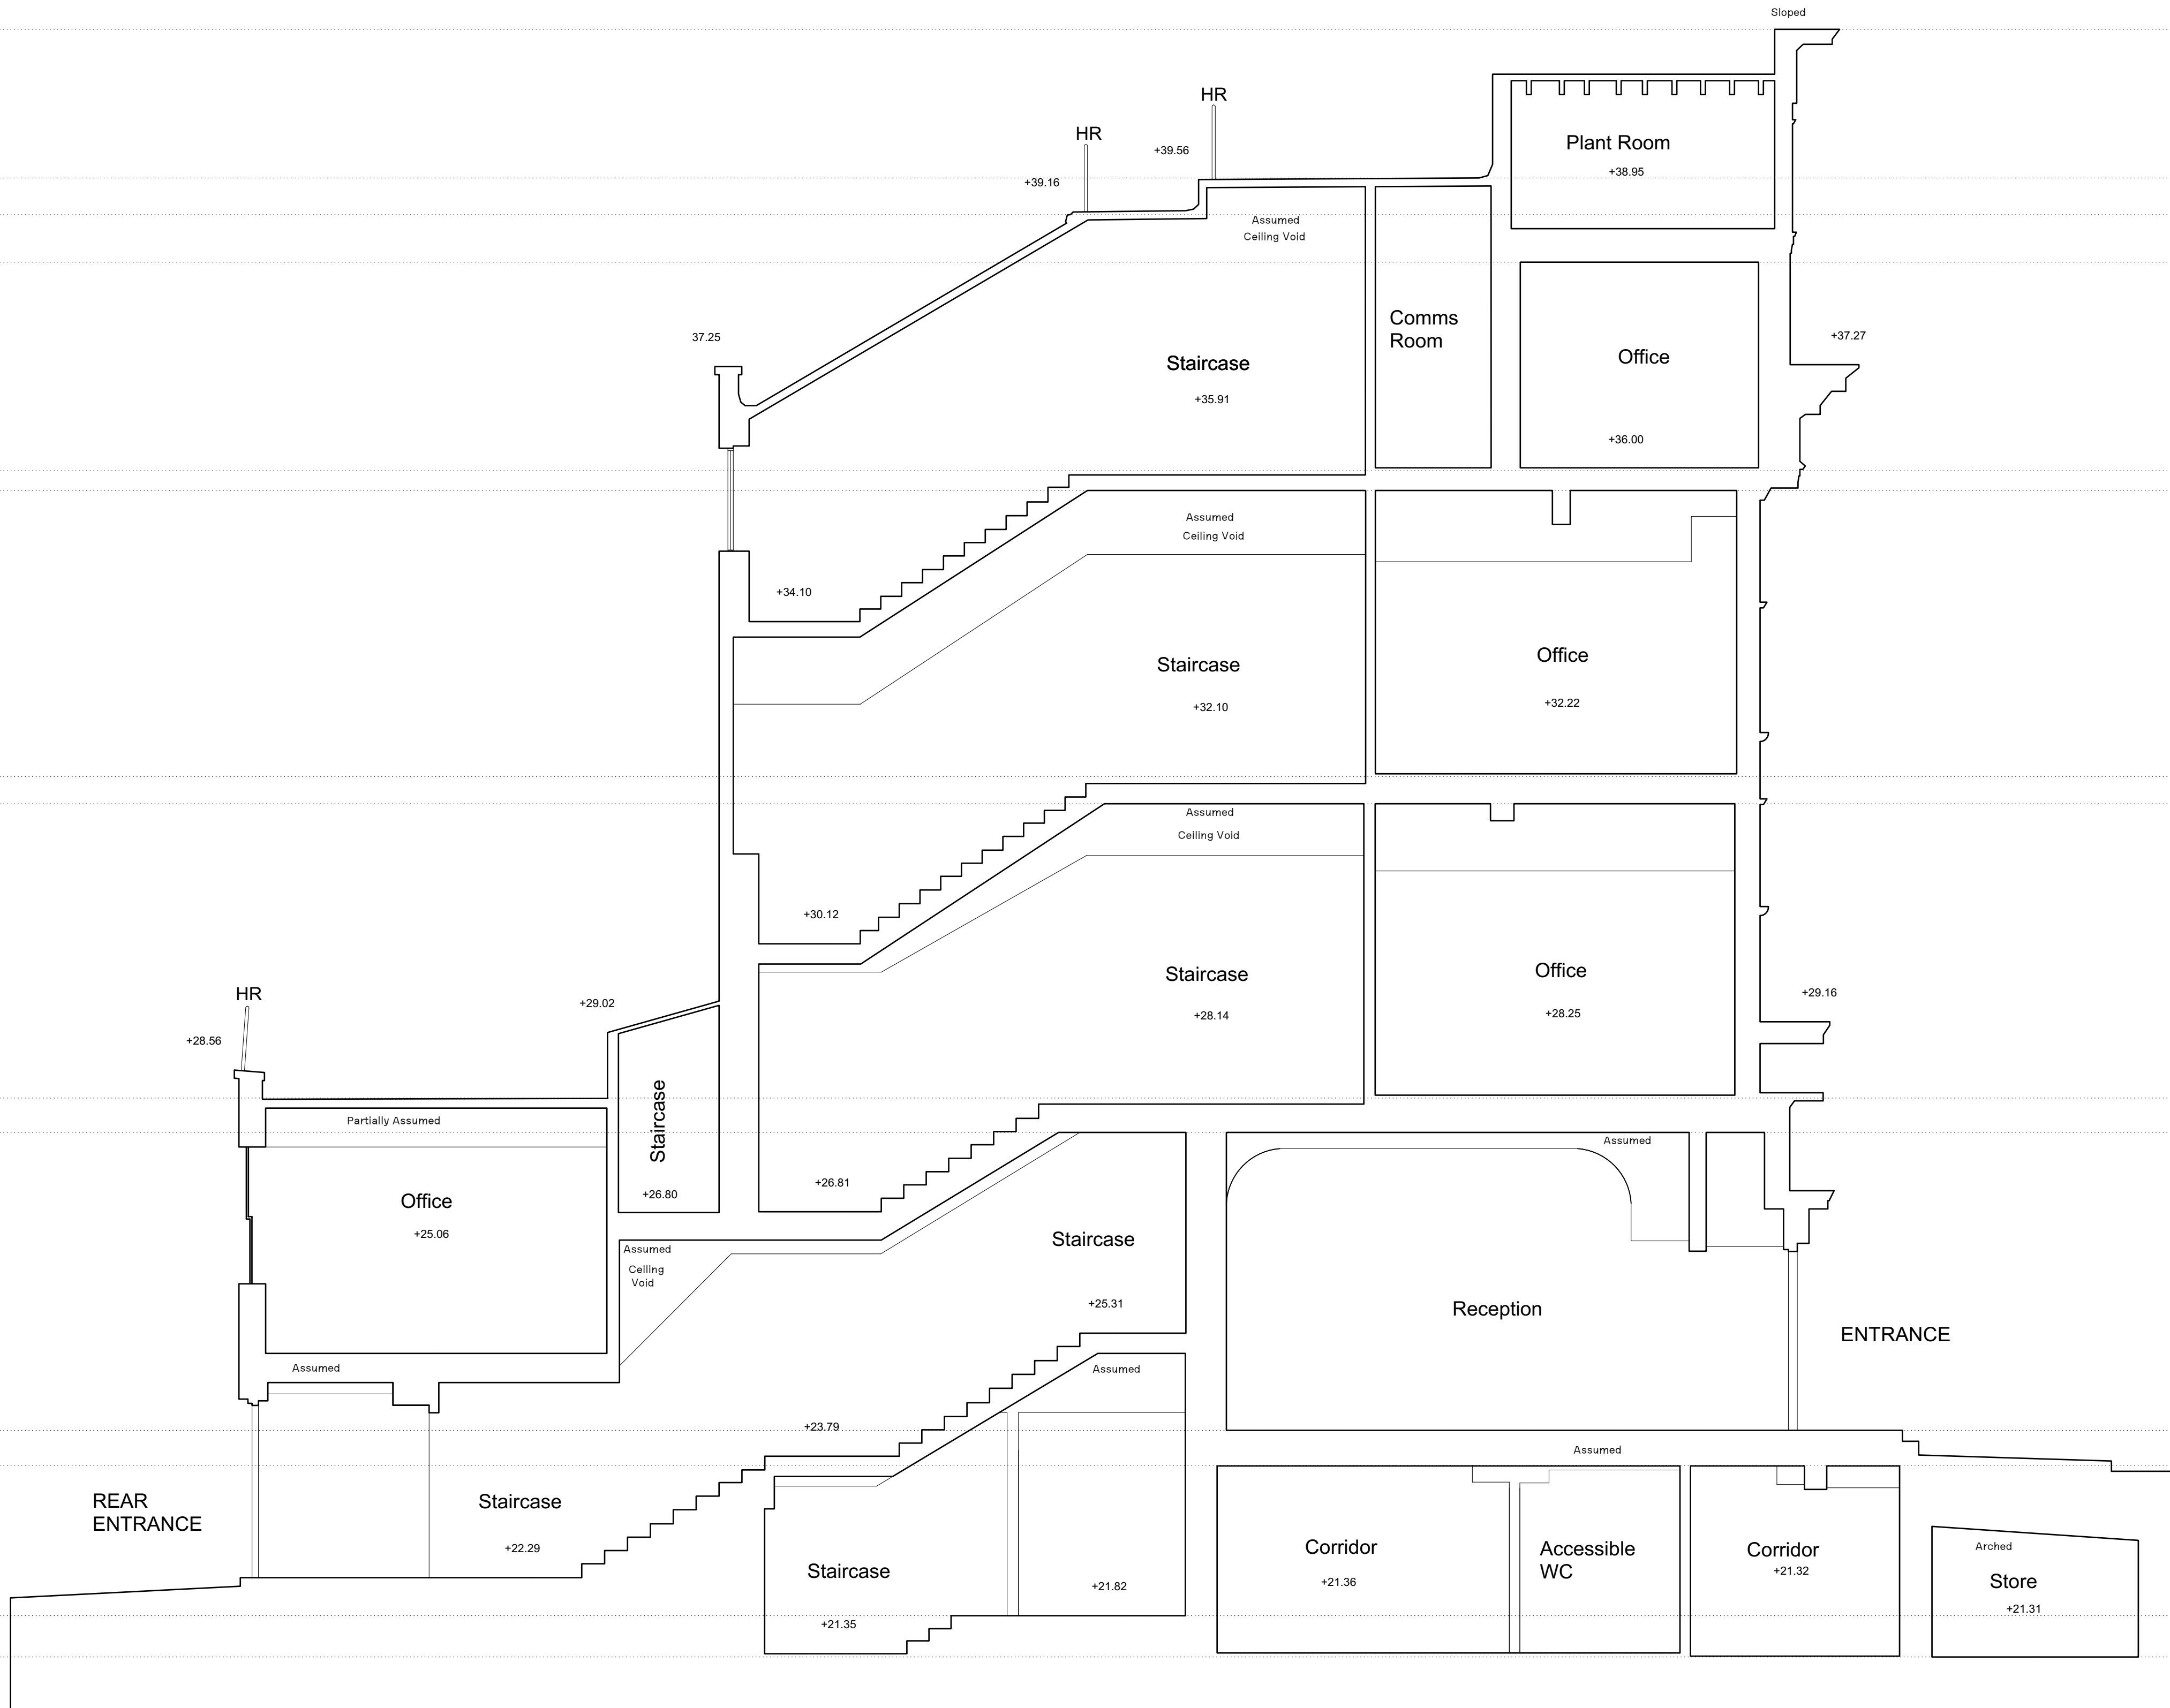 Sloped
HR
HR
+39.56
Plant Room
+38.95
+39.16
Assumed
Ceiling Void
Comms
Room
37.25
+37.27
Staircase
Office
+35.91
+36.00
Assumed
Ceiling Void
+34.10
Staircase
Office
+32.10
+32.22
Assumed
Ceiling Void
+30.12
Staircase
Office
HR
+29.02
+29.16
+28.14
+28.25
+28.56
Staircase
Partially Assumed
Assumed
+26.81
+26.80
Office
+25.06
Staircase
Assumed
Ceiling
Void
+25.31
Reception
ENTRANCE
Assumed
Assumed
+23.79
Assumed
REAR
ENTRANCE
Staircase
+22.29
Staircase
+21.82
+21.35
Corridor
+21.36
Accessible
WC
Corridor
+21.32
Arched
Store
+21.31